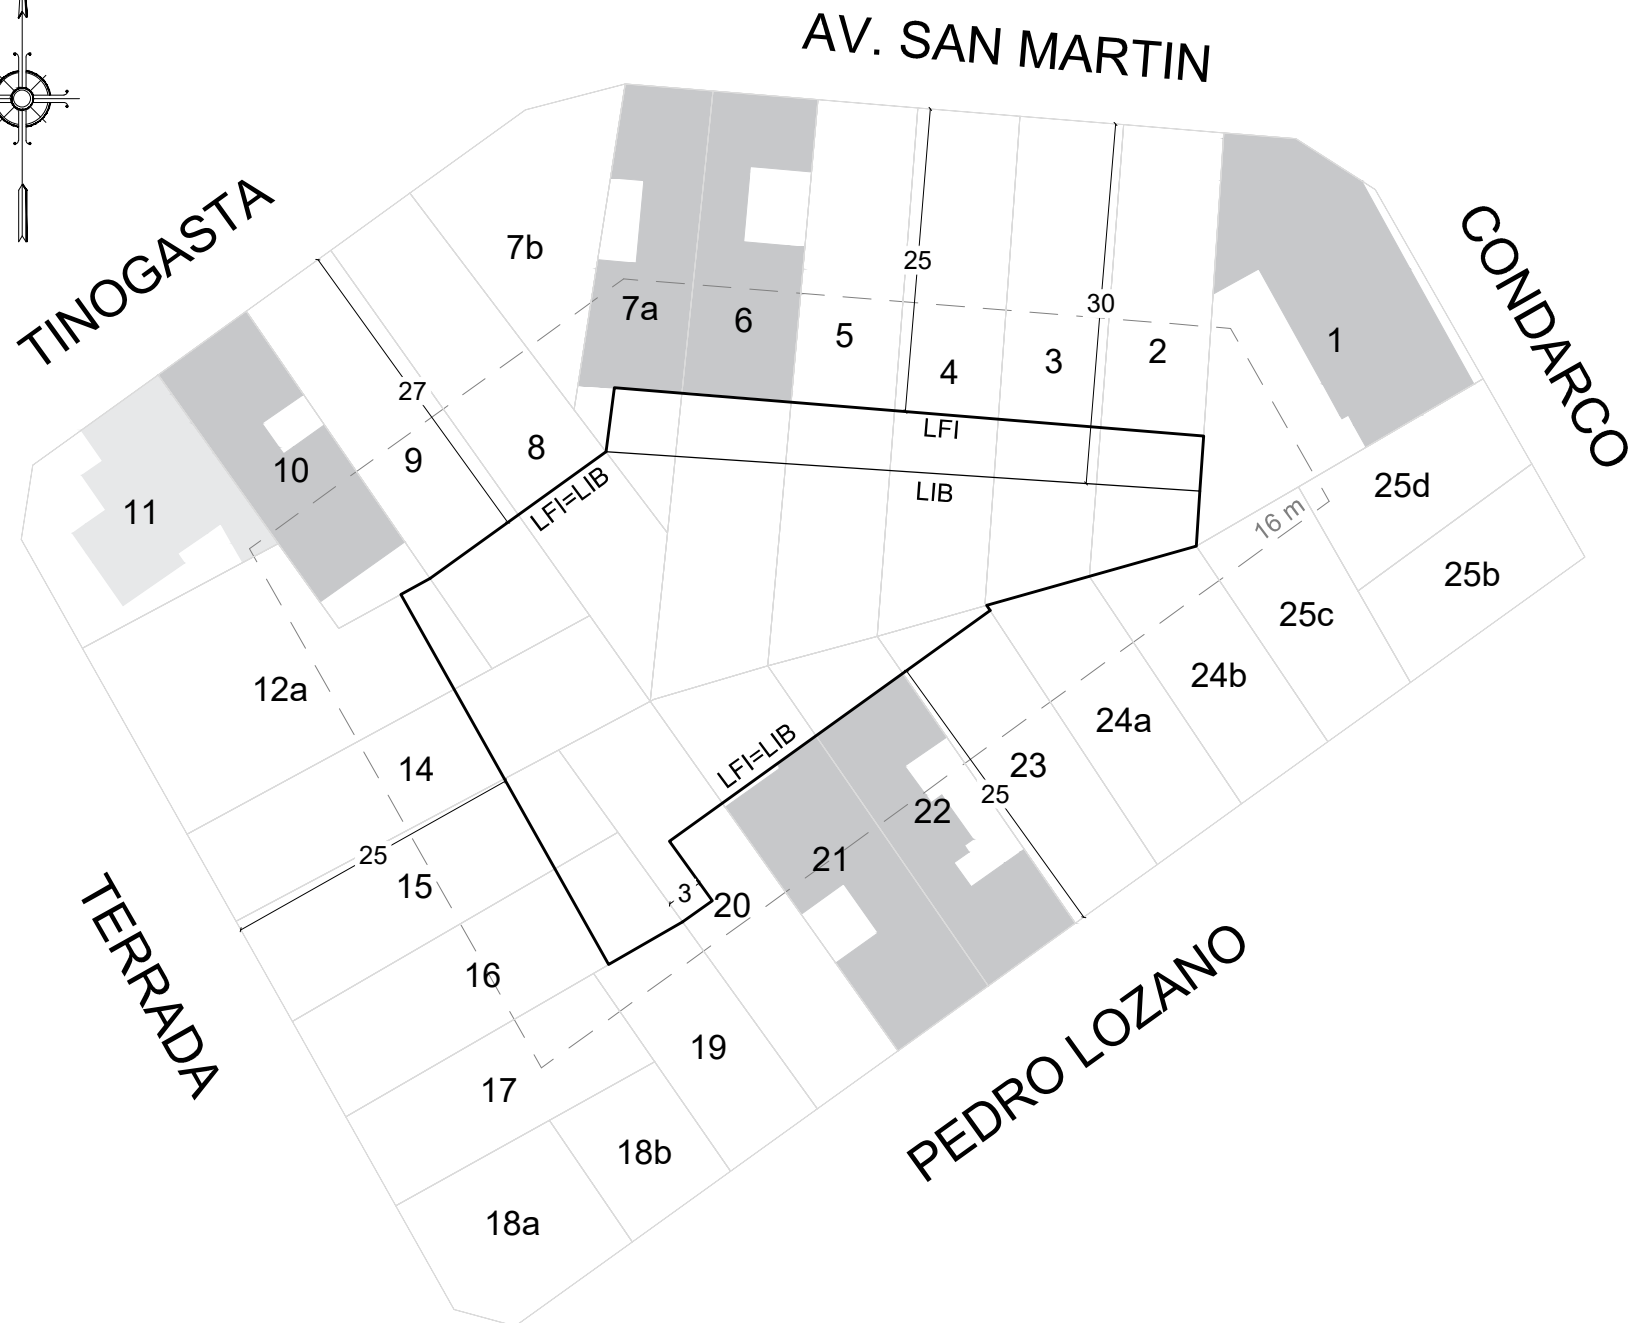 AV. SAN MARTIN
TINOGASTA
CONDARCO
7b
25
7a
6
5
30
4
3
2
1
27
LFI
8
9
10
LFI=LIB
LIB
25d
11
16 m
25b
25c
12a
24b
24a
14
LFI=LIB
23
25
22
25
15
21
3
20
TERRADA
16
19
17
PEDRO LOZANO
18b
18a